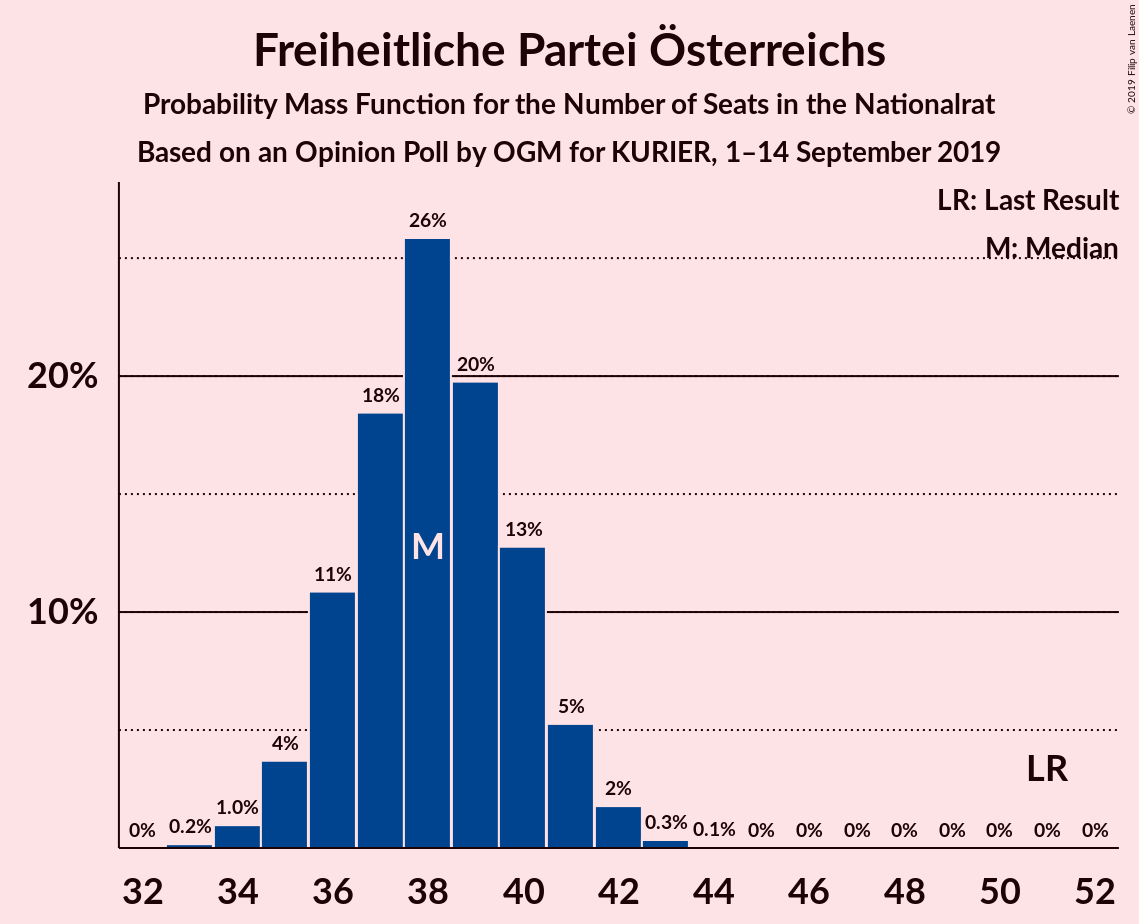 Freiheitliche Partei Österreichs
Probability Mass Function for the Number of Seats in the Nationalrat
Based on an Opinion Poll by OGM for KURIER, 1–14 September 2019
© 2019 Filip van Laenen
LR: Last Result
M: Median
26%
20%
20%
18%
M
13%
11%
10%
5%
4%
LR
2%
1.0%
0% 0.2% 0.3% 0.1% 0% 0% 0% 0% 0% 0% 0% 0%
32 34 36 38 40 42 44 46 48 50 52